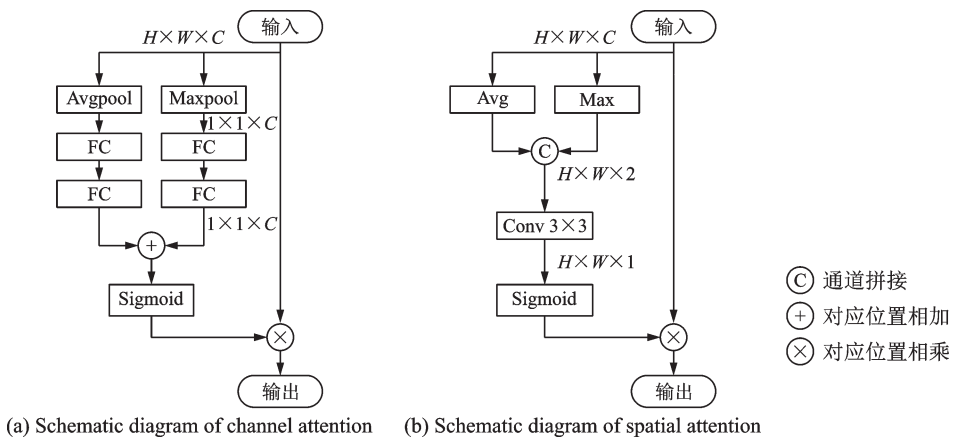 输入
H×W×C
Avgpool
Maxpool
1×1×C
FC
FC
FC
FC
1×1×C
+
Sigmoid
×
输出
(a) Schematic diagram of channel attention
输入
H×W×C
Avg
Max
C
H×W×2
Conv 3×3
H×W×1
Sigmoid
×
输出
(b) Schematic diagram of spatial attention
C 通道拼接
+ 对应位置相加
× 对应位置相乘